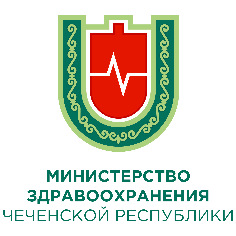 МИНИСТЕРСТВО
ЗДРАВООХРАНЕНИЯ
ЧЕЧЕНСКОЙ РЕСПУБЛИКИ